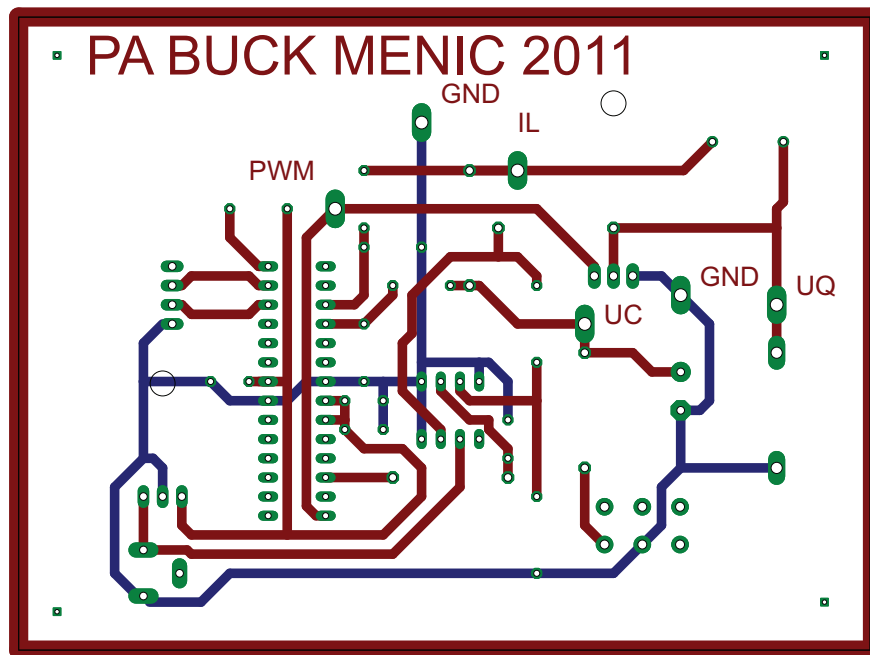 PA BUCK MENIC 2011
GND
IL
PWM
GND
UQ
UC